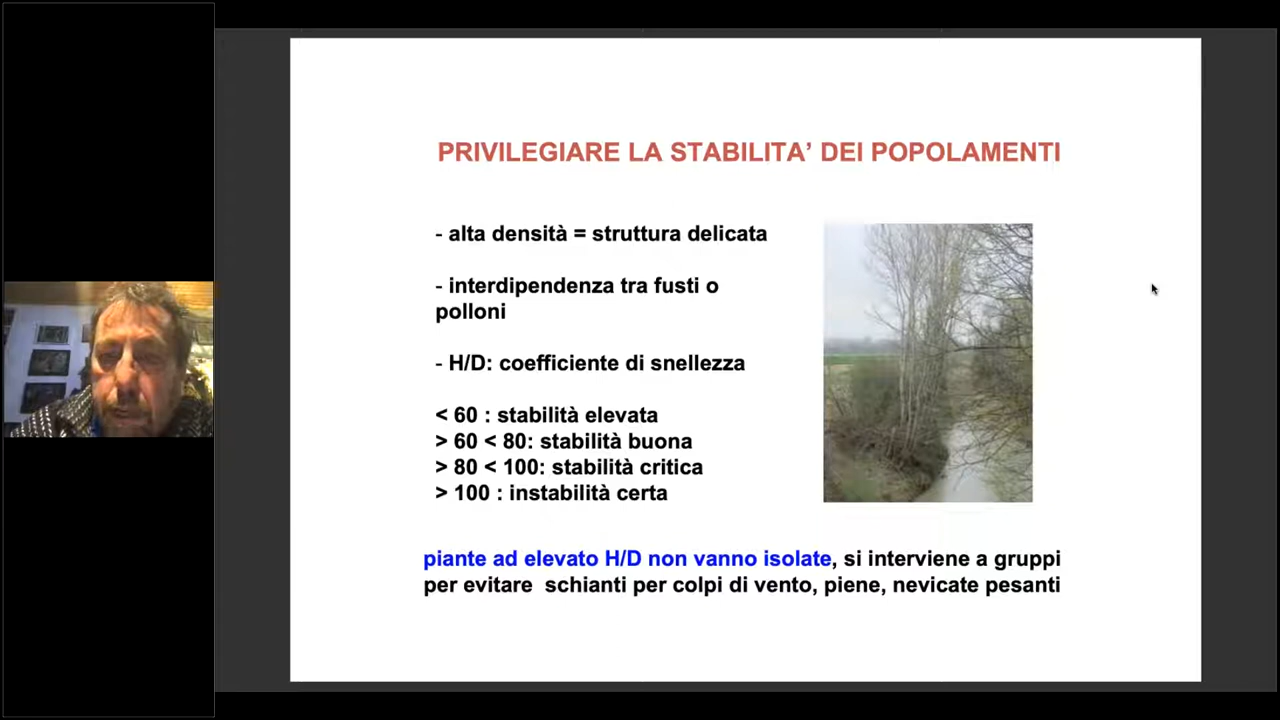 PRIVILEGIARE LA STABILITA’ DEI POPOLAMENTI
- alta densità = struttura delicata
- interdipendenza tra fusti o
polloni
- H/D: coefficiente di snellezza
< 60 : stabilità elevata
> 60 < 80: stabilità buona
> 80 < 100: stabilità critica
> 100 : instabilità certa
piante ad elevato H/D non vanno isolate, si interviene a gruppi
per evitare  schianti per colpi di vento, piene, nevicate pesanti